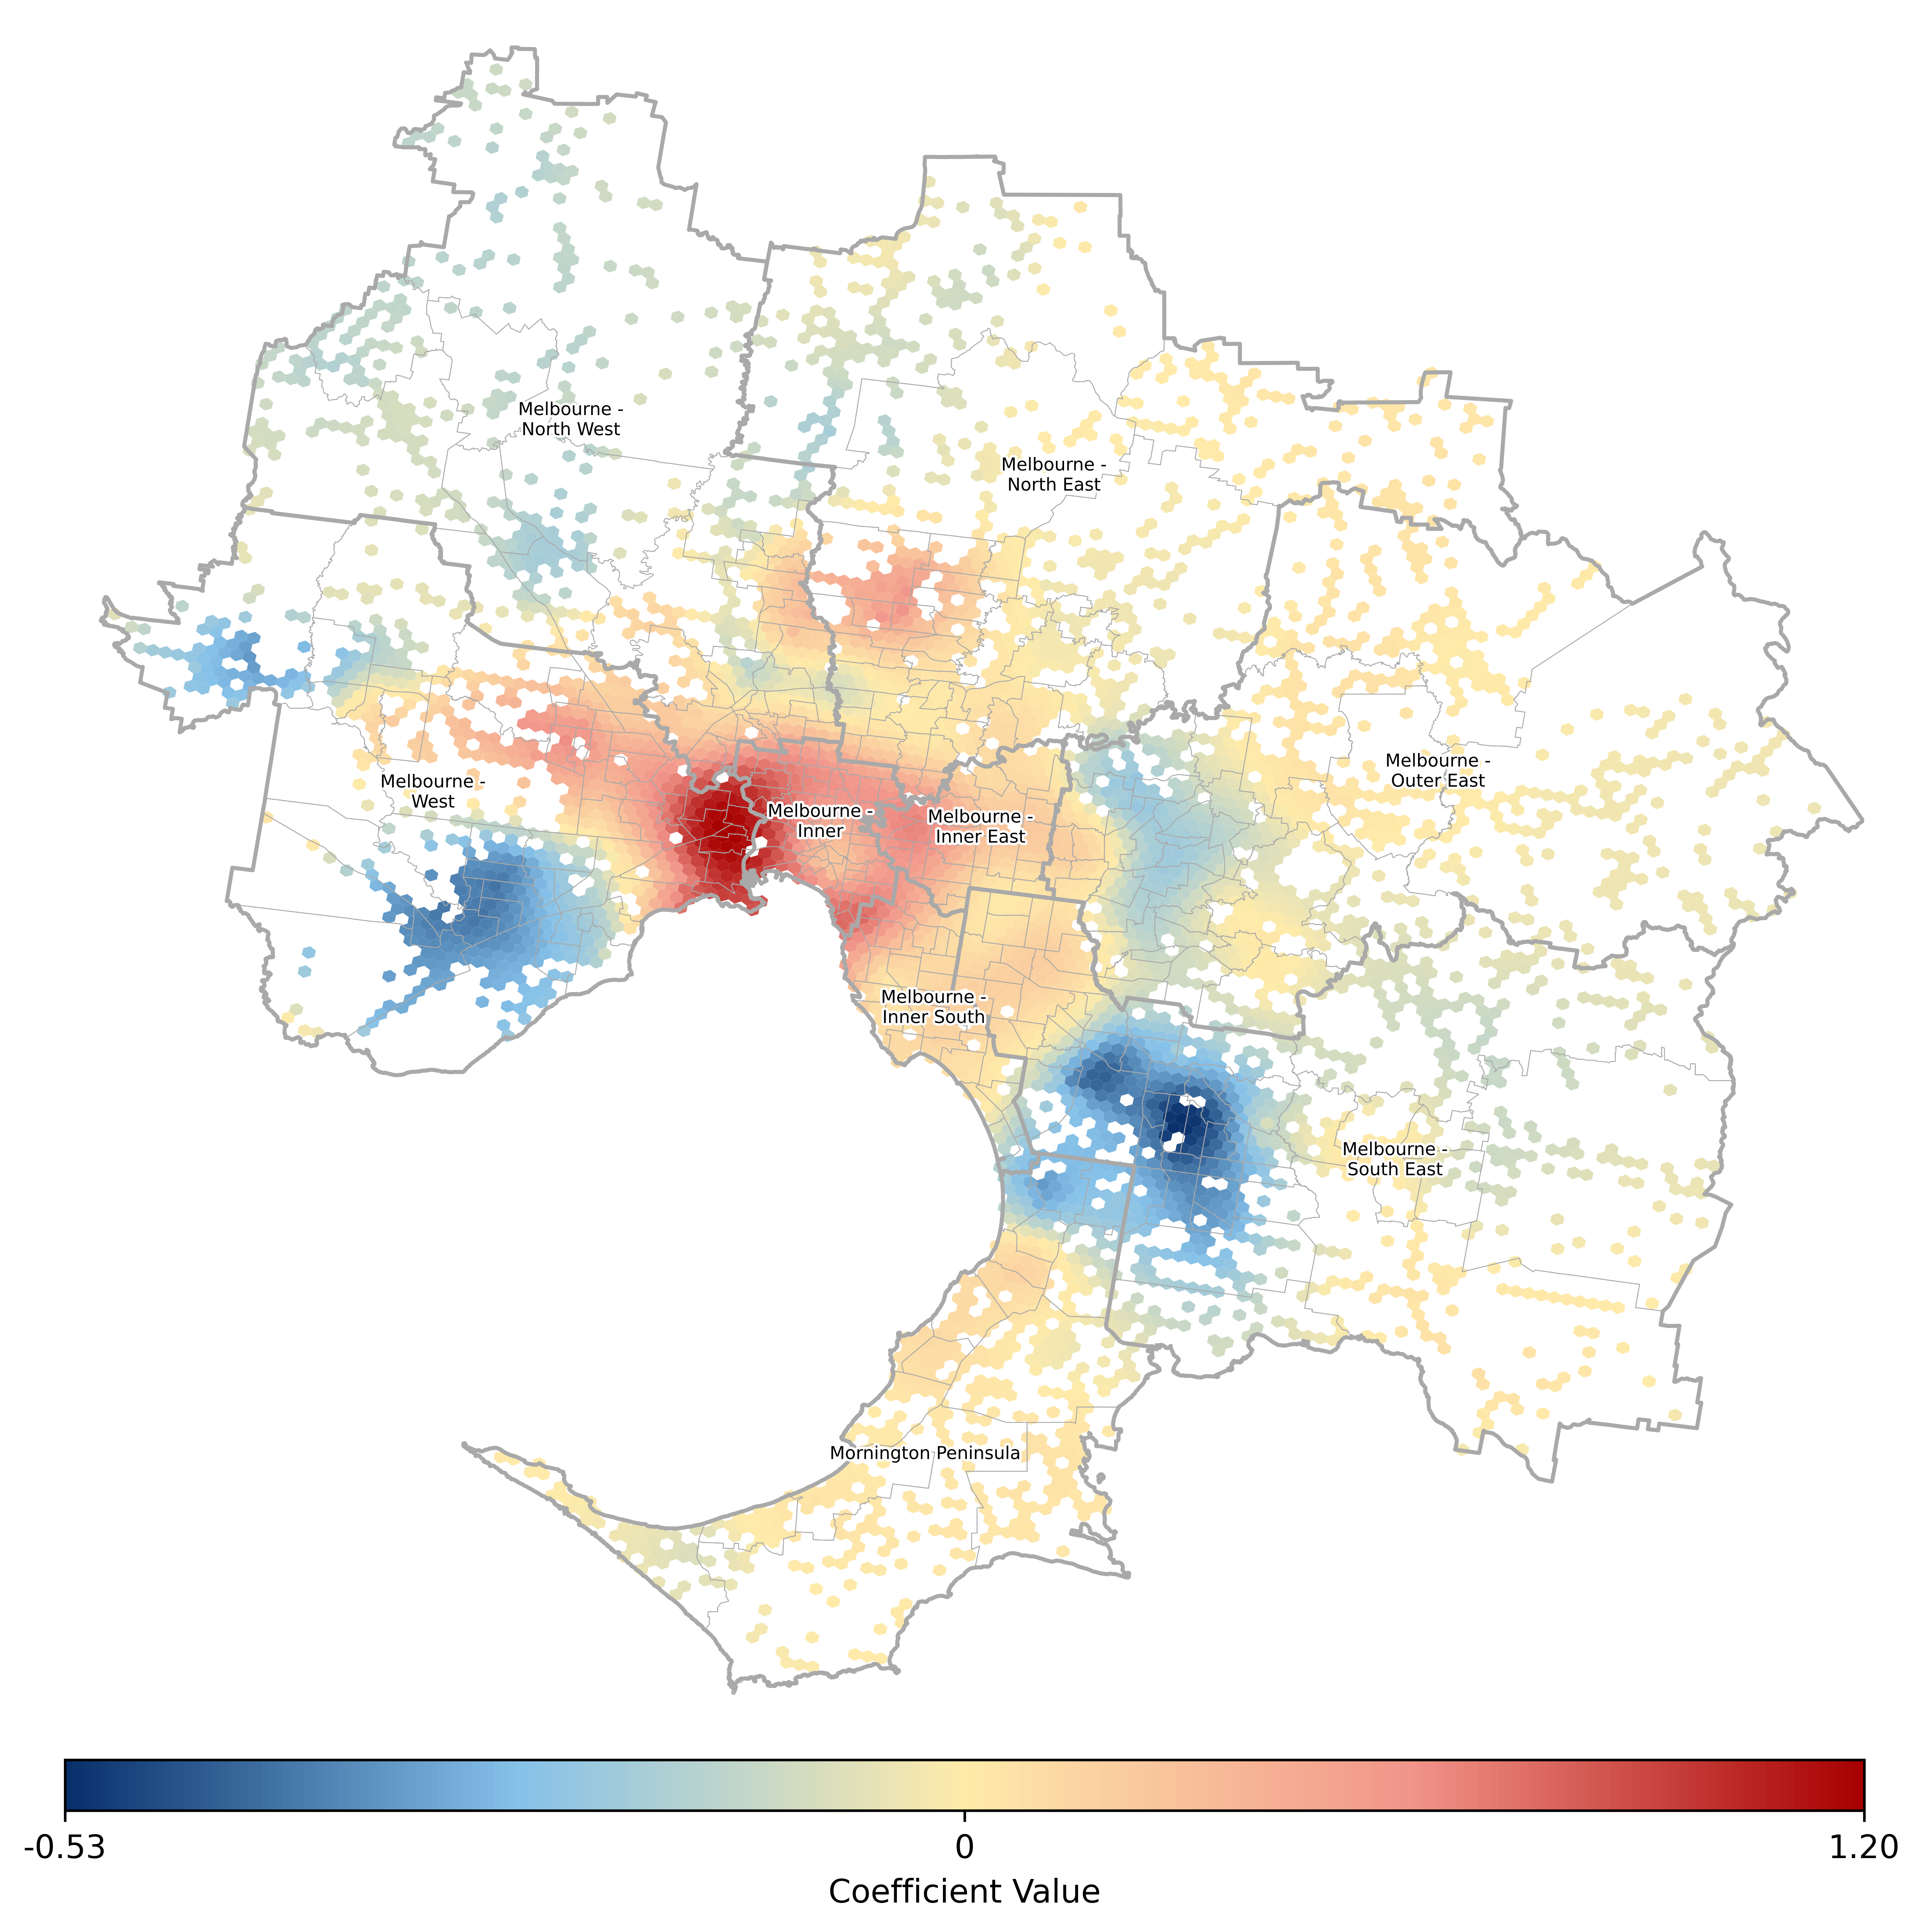 Melbourne -
North West
Melbourne -
North East
Melbourne -
Outer East
Melbourne -
West
Melbourne -
Inner
Melbourne -
Inner East
Melbourne -
Inner South
Melbourne -
South East
Mornington Peninsula
-0.53
0
1.20
Coefficient Value